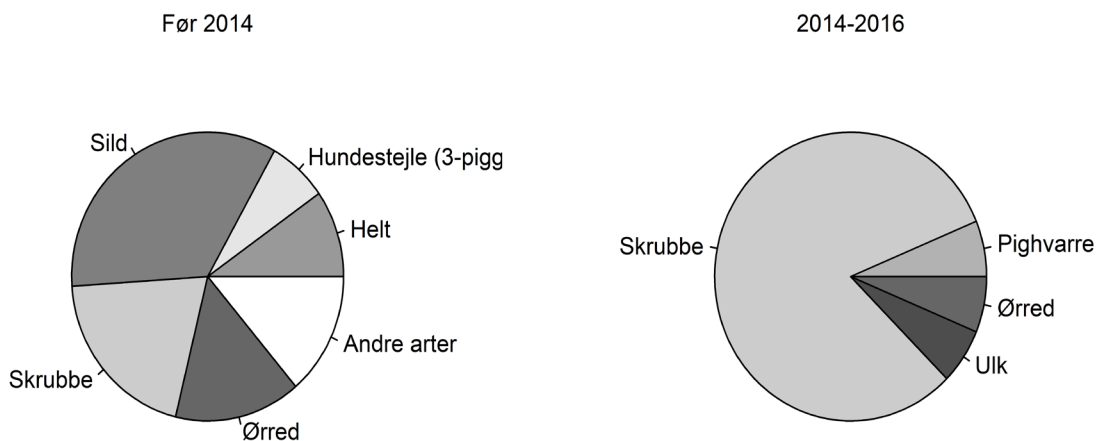 Før 2014
Sild
Hundestejle (3-pigg
Helt
Skrubbe
Andre arter
Ørred
2014-2016
Skrubbe
Pighvarre
Ørred
Ulk